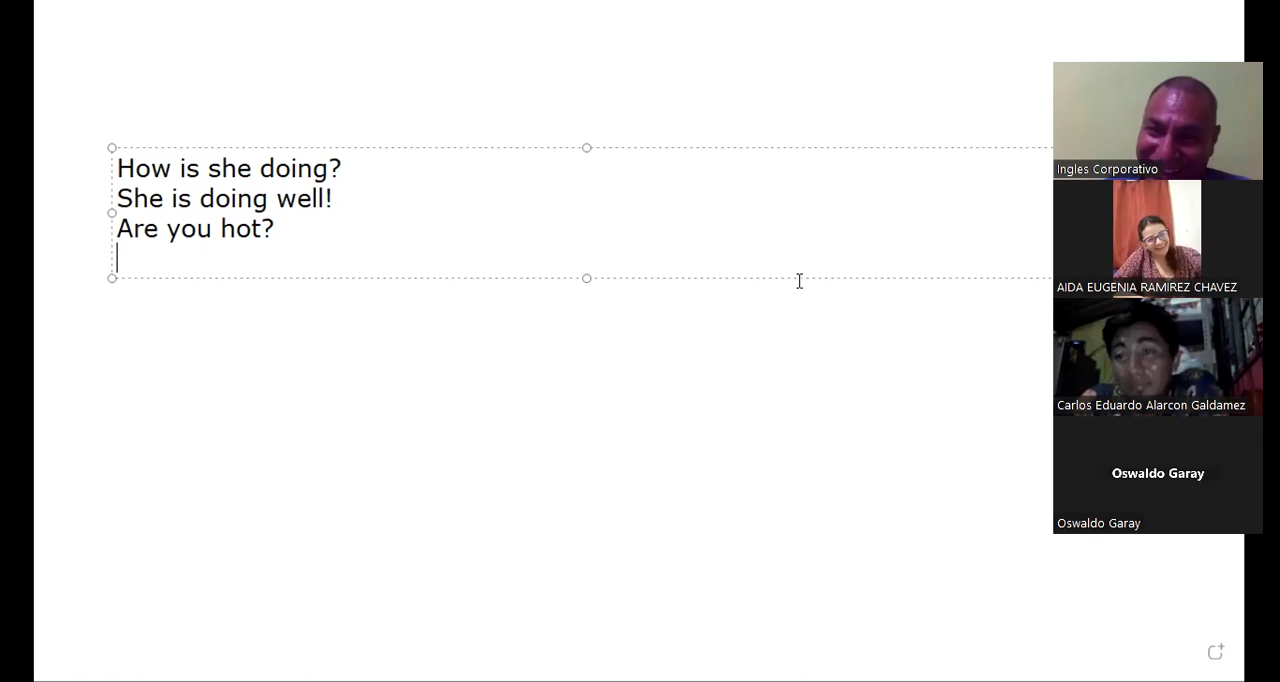 How is she doing?
She is doing well!
Are you hot?
Ingles Corporativo
AIDA EUGENIA RAMIREZ CHAVEZ
Carlos Eduardo Alarcon Galdamez
Oswaldo Garay
Oswaldo Garay